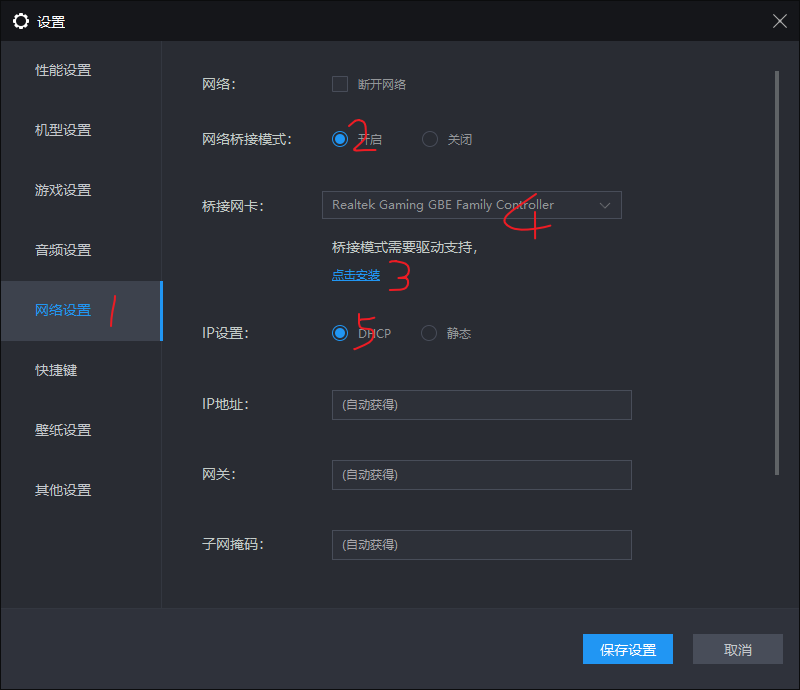 设置
性能设置
机型设置
游戏设置
音频设置
网络设置 1
快捷键
壁纸设置
其他设置
网络: 断开网络
网络桥接模式: 开启 2 关闭
桥接网卡: Realtek Gaming GBE Family Controller 4
桥接模式需要驱动支持,
点击安装 3
IP设置: DHCP 5 静态
IP地址: (自动获得)
网关: (自动获得)
子网掩码: (自动获得)
保存设置 取消